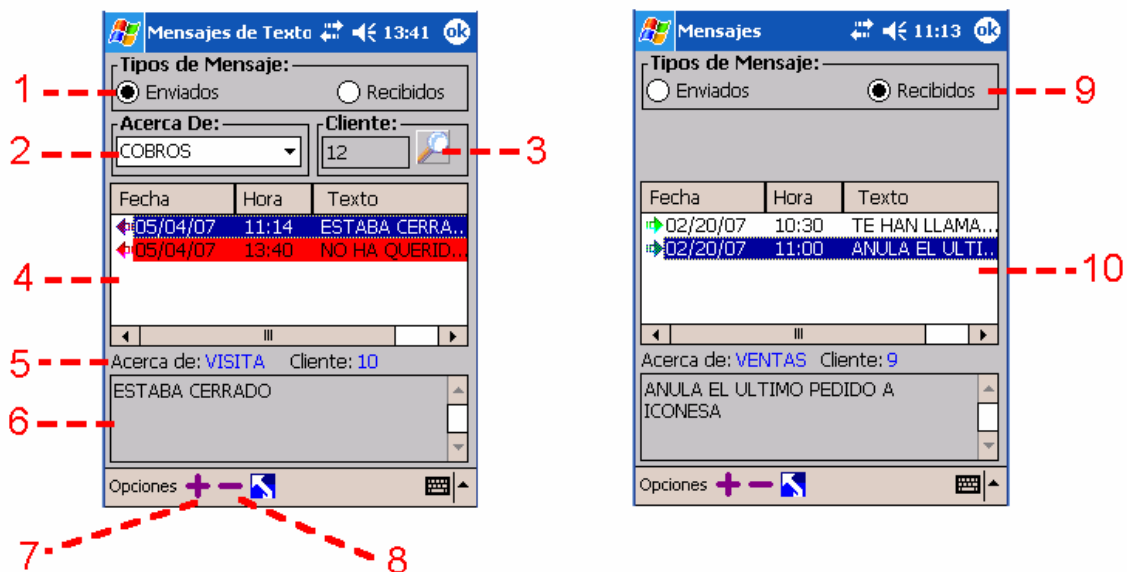 Mensajes de Texto 13:41 ok
Tipos de Mensaje:
1 Enviados Recibidos
Acerca De: Cliente:
2 COBROS 12 3
Fecha Hora Texto
05/04/07 11:14 ESTABA CERRA...
05/04/07 13:40 NO HA QUERID...
4
5 Acerca de: VISITA Cliente: 10
ESTABA CERRADO
6
Opciones
7 8
Mensajes 11:13 ok
Tipos de Mensaje:
Enviados Recibidos 9
Fecha Hora Texto
02/20/07 10:30 TE HAN LLAMA...
02/20/07 11:00 ANULA EL ULTI...
10
Acerca de: VENTAS Cliente: 9
ANULA EL ULTIMO PEDIDO A
ICONESA
Opciones